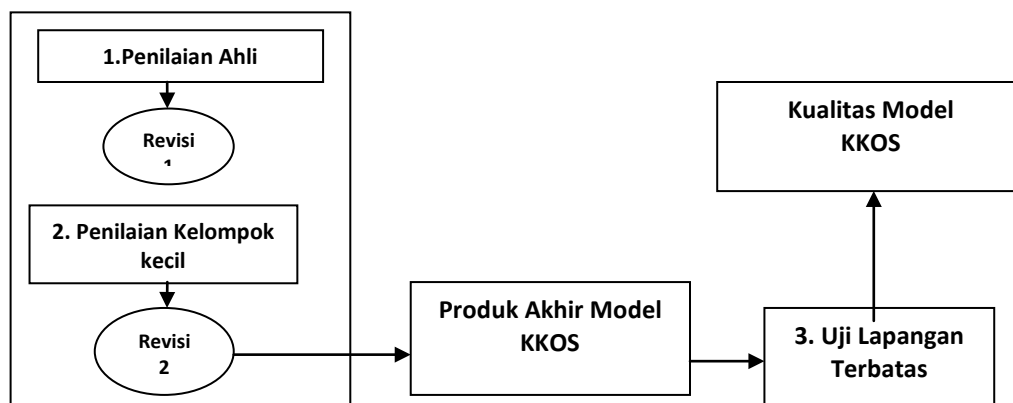 1.Penilaian Ahli
Revisi
1
2. Penilaian Kelompok
kecil
Revisi
2
Produk Akhir Model
KKOS
3. Uji Lapangan
Terbatas
Kualitas Model
KKOS